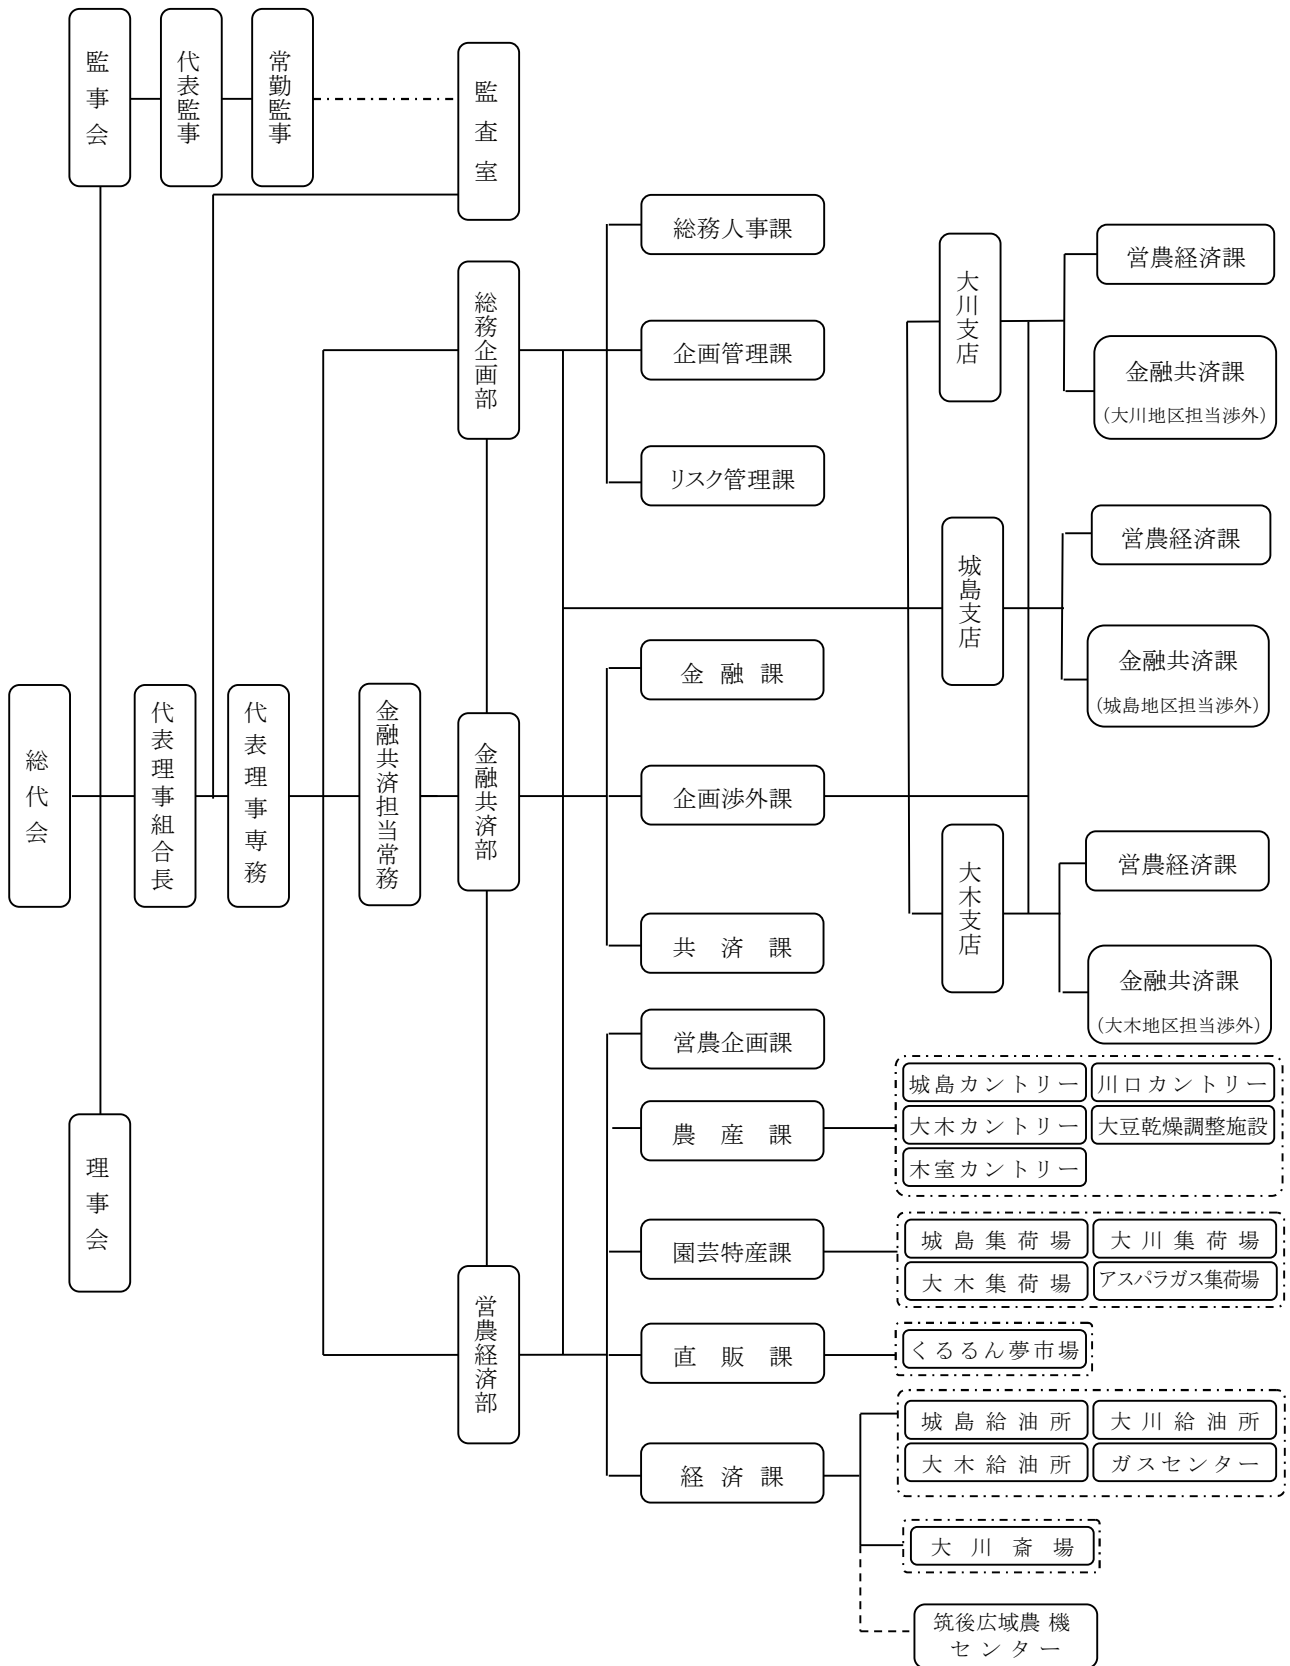 監事会
代表監事
常勤監事
監査室
総代会
代表理事組合長
代表理事専務
金融共済担当常務
理事会
総務企画部
総務人事課
企画管理課
リスク管理課
金融共済部
金融課
企画渉外課
共済課
営農経済部
営農企画課
農産課
園芸特産課
直販課
経済課
大川支店
営農経済課
金融共済課
（大川地区担当渉外）
城島支店
営農経済課
金融共済課
（城島地区担当渉外）
大木支店
営農経済課
金融共済課
（大木地区担当渉外）
城島カントリー
川口カントリー
大木カントリー
大豆乾燥調整施設
木室カントリー
城島集荷場
大川集荷場
大木集荷場
アスパラガス集荷場
くるるん夢市場
城島給油所
大川給油所
大木給油所
ガスセンター
大川斎場
筑後広域農機
センター